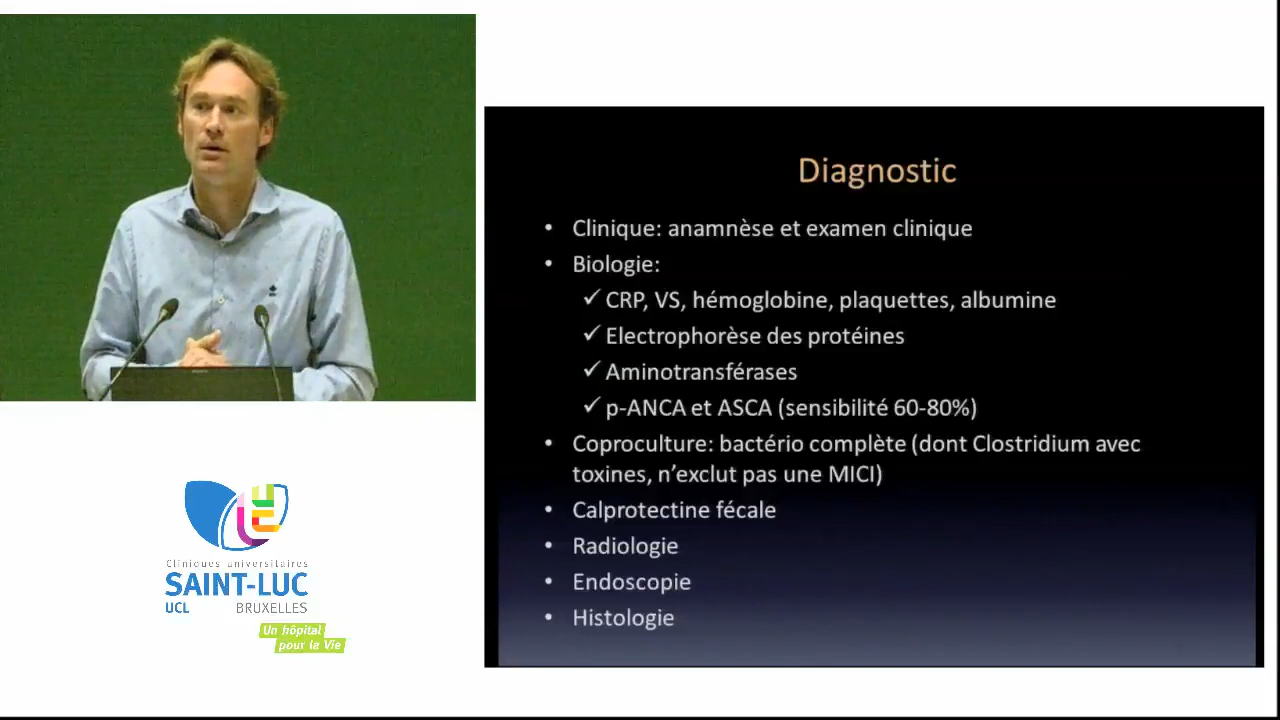 Diagnostic
• Clinique: anamnèse et examen clinique
• Biologie:
✓ CRP, VS, hémoglobine, plaquettes, albumine
✓ Electrophorèse des protéines
✓ Aminotransférases
✓ p-ANCA et ASCA (sensibilité 60-80%)
• Coproculture: bactério complète (dont Clostridium avec
toxines, n’exclut pas une MICI)
• Calprotectine fécale
• Radiologie
• Endoscopie
• Histologie
Cliniques universitaires
SAINT-LUC
UCL BRUXELLES
Un hôpital
pour la Vie